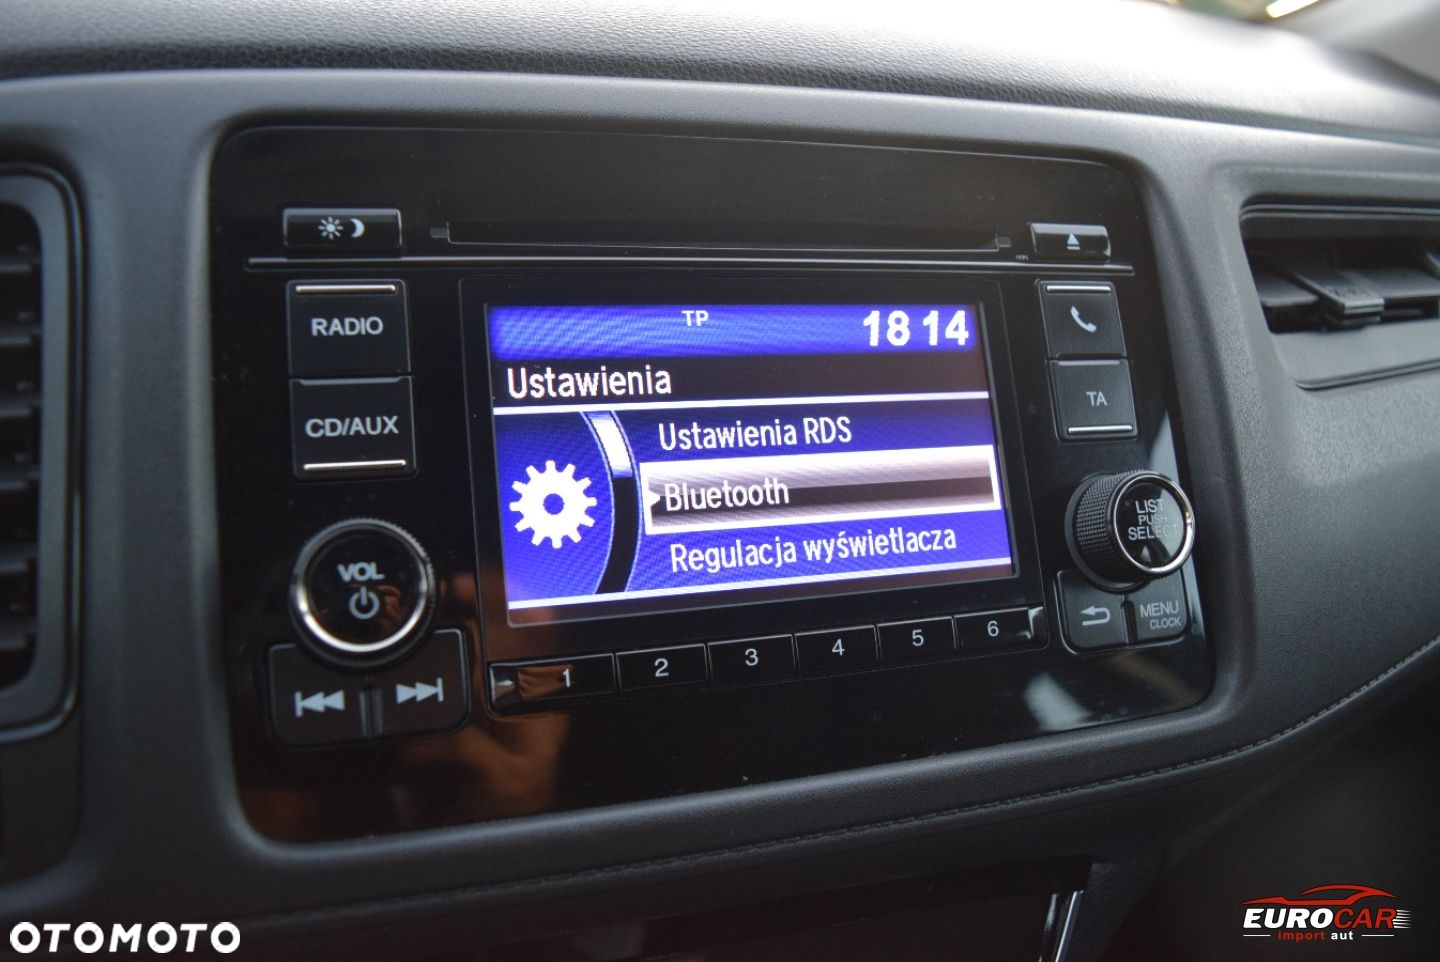 RADIO
CD/AUX
VOL
TP
18 14
Ustawienia
Ustawienia RDS
Bluetooth
Regulacja wyświetlacza
TA
LIST
PUSH
SELECT
MENU
CLOCK
1
2
3
4
5
6
OTOMOTO
EUROCAR
import aut